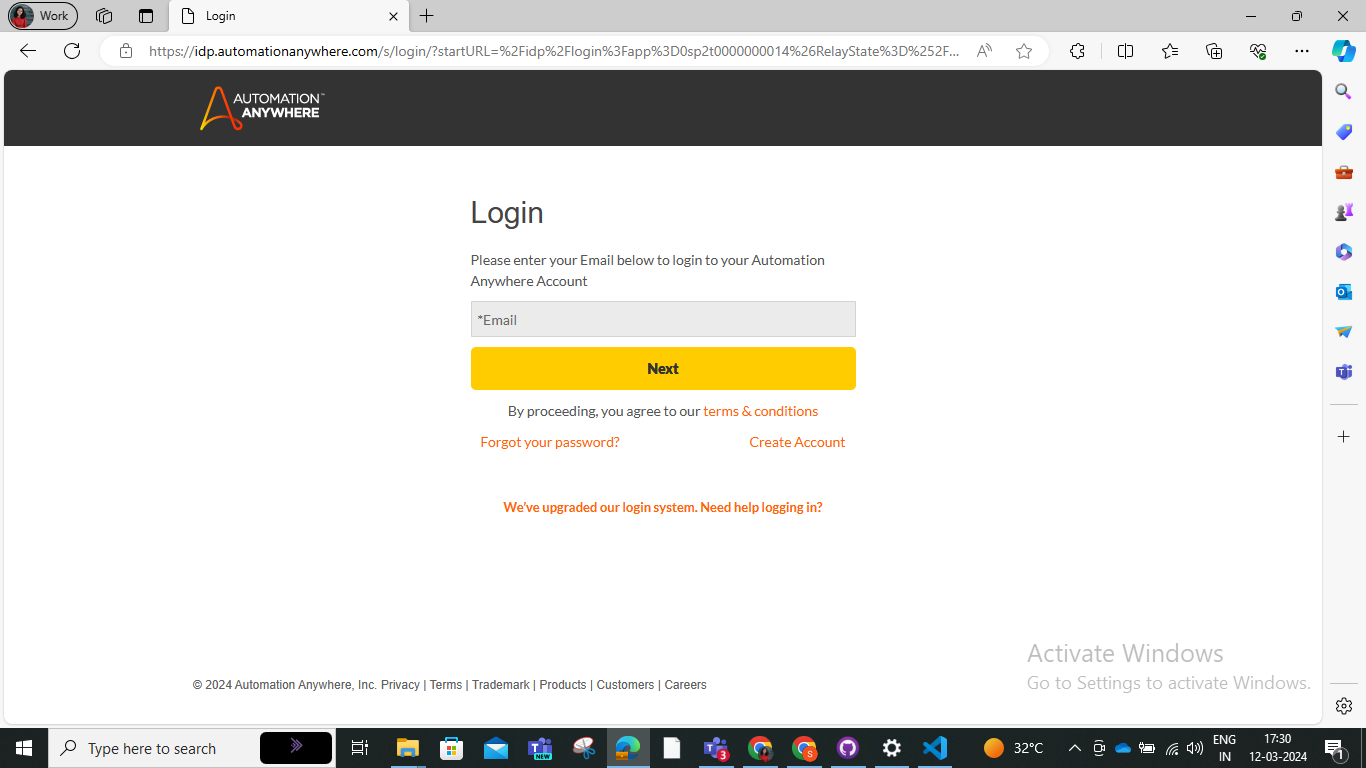 Work
Login
https://idp.automationanywhere.com/s/login/?startURL=%2Fidp%2Flogin%3Fapp%3D0sp2t0000000014%26RelayState%3D%252F...
AUTOMATION
ANYWHERE
Login
Please enter your Email below to login to your Automation
Anywhere Account
*Email
Next
By proceeding, you agree to our terms & conditions
Forgot your password? Create Account
We've upgraded our login system. Need help logging in?
Activate Windows
Go to Settings to activate Windows.
© 2024 Automation Anywhere, Inc. Privacy | Terms | Trademark | Products | Customers | Careers
Type here to search
NEW
3
S
32°C
ENG
IN
17:30
12-03-2024
1